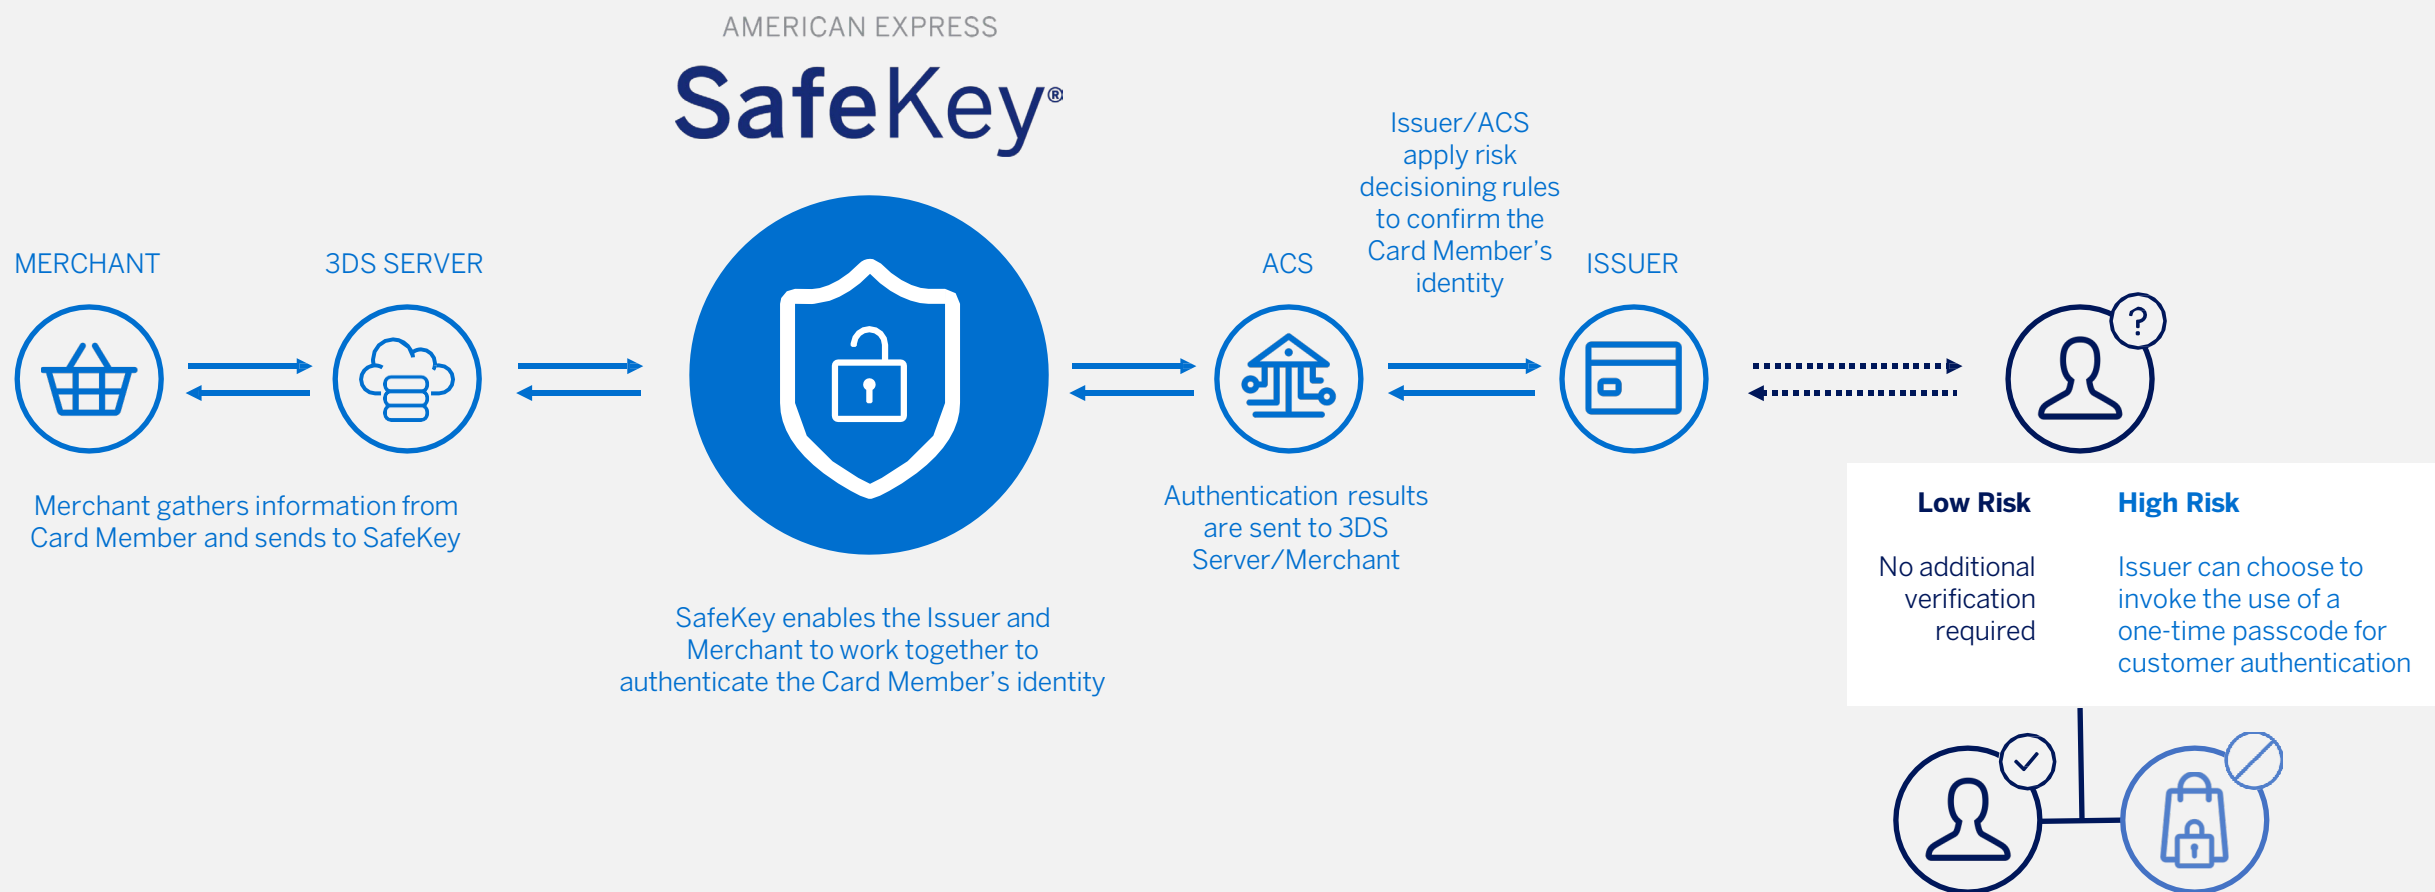 AMERICAN EXPRESS
SafeKey®
MERCHANT
3DS SERVER
Merchant gathers information from
Card Member and sends to SafeKey
SafeKey enables the Issuer and
Merchant to work together to
authenticate the Card Member's identity
ACS
Authentication results
are sent to 3DS
Server/Merchant
Issuer/ACS
apply risk
decisioning rules
to confirm the
Card Member's
identity
ISSUER
?
Low Risk
No additional
verification
required
High Risk
Issuer can choose to
invoke the use of a
one-time passcode for
customer authentication